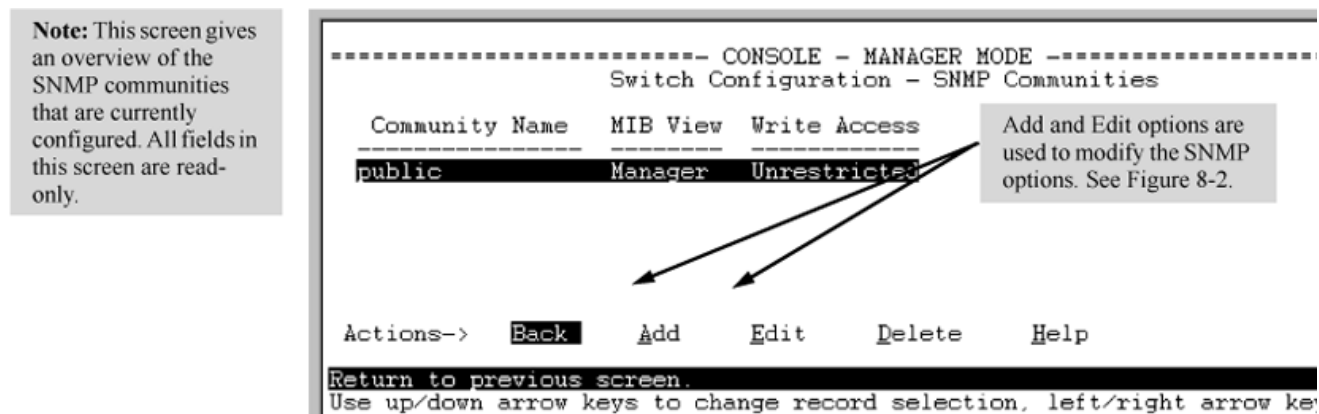 Note: This screen gives
an overview of the
SNMP communities
that are currently
configured. All fields in
this screen are read-
only.
===========================- CONSOLE - MANAGER MODE -====================
Switch Configuration - SNMP Communities
Community Name MIB View Write Access
---------------- -------- ------------
public Manager Unrestricted
Add and Edit options are
used to modify the SNMP
options. See Figure 8-2.
Actions-> Back Add Edit Delete Help
Return to previous screen.
Use up/down arrow keys to change record selection, left/right arrow key